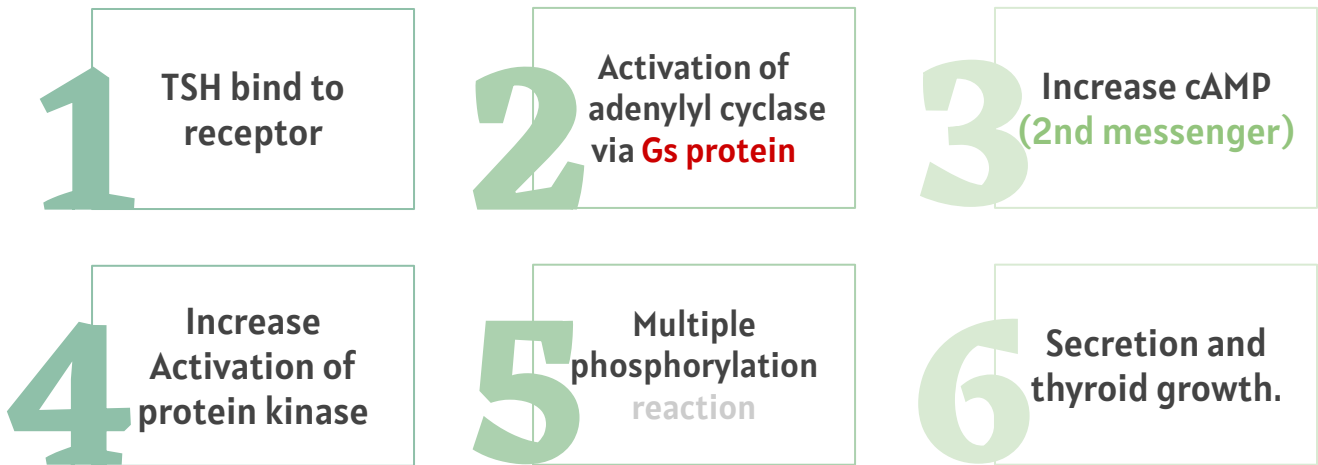 1
TSH bind to
receptor
2
Activation of
adenylyl cyclase
via Gs protein
3
Increase cAMP
(2nd messenger)
4
Increase
Activation of
protein kinase
5
Multiple
phosphorylation
reaction
6
Secretion and
thyroid growth.